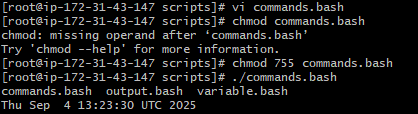 [root@ip-172-31-43-147 scripts]# vi commands.bash
[root@ip-172-31-43-147 scripts]# chmod commands.bash
chmod: missing operand after ‘commands.bash’
Try 'chmod --help' for more information.
[root@ip-172-31-43-147 scripts]# chmod 755 commands.bash
[root@ip-172-31-43-147 scripts]# ./commands.bash
commands.bash  output.bash  variable.bash
Thu Sep  4 13:23:30 UTC 2025